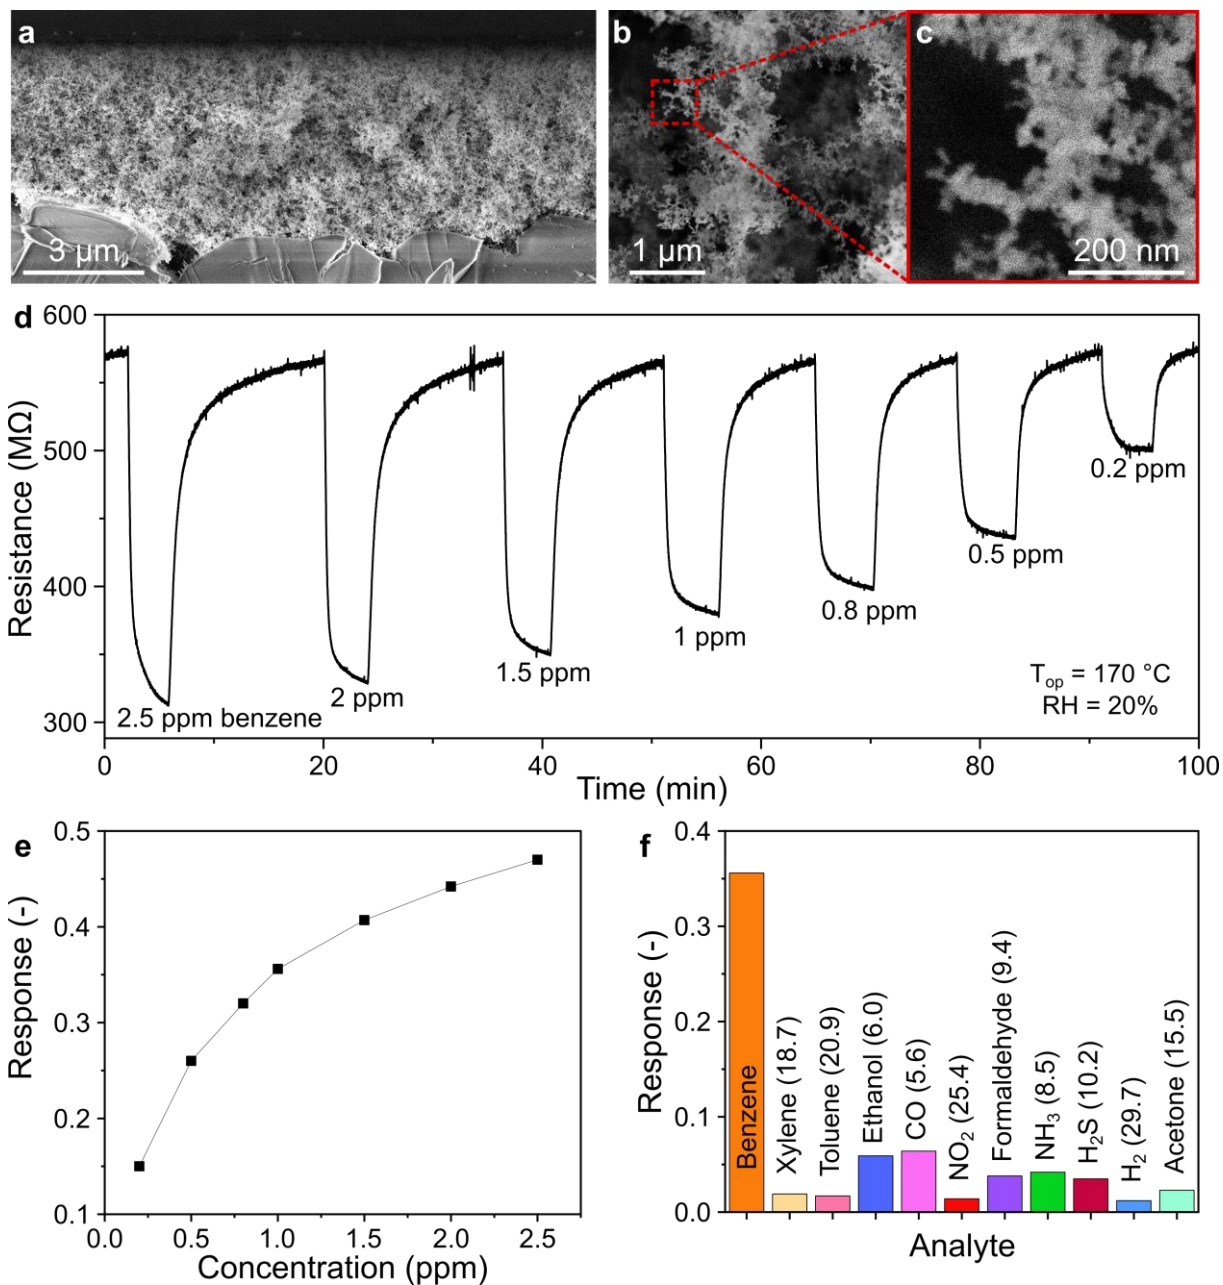 a
3 µm
b
1 µm
c
200 nm
d
Resistance (MΩ)
600
500
400
300
2.5 ppm benzene
2 ppm
1.5 ppm
1 ppm
0.8 ppm
0.5 ppm
0.2 ppm
Tₒₚ = 170 °C
RH = 20%
0
20
40
60
80
100
Time (min)
e
Response (-)
0.5
0.4
0.3
0.2
0.1
0.0
0.5
1.0
1.5
2.0
2.5
Concentration (ppm)
f
Response (-)
0.4
0.3
0.2
0.1
0.0
Benzene
Xylene (18.7)
Toluene (20.9)
Ethanol (6.0)
CO (5.6)
NO₂ (25.4)
Formaldehyde (9.4)
NH₃ (8.5)
H₂S (10.2)
H₂ (29.7)
Acetone (15.5)
Analyte